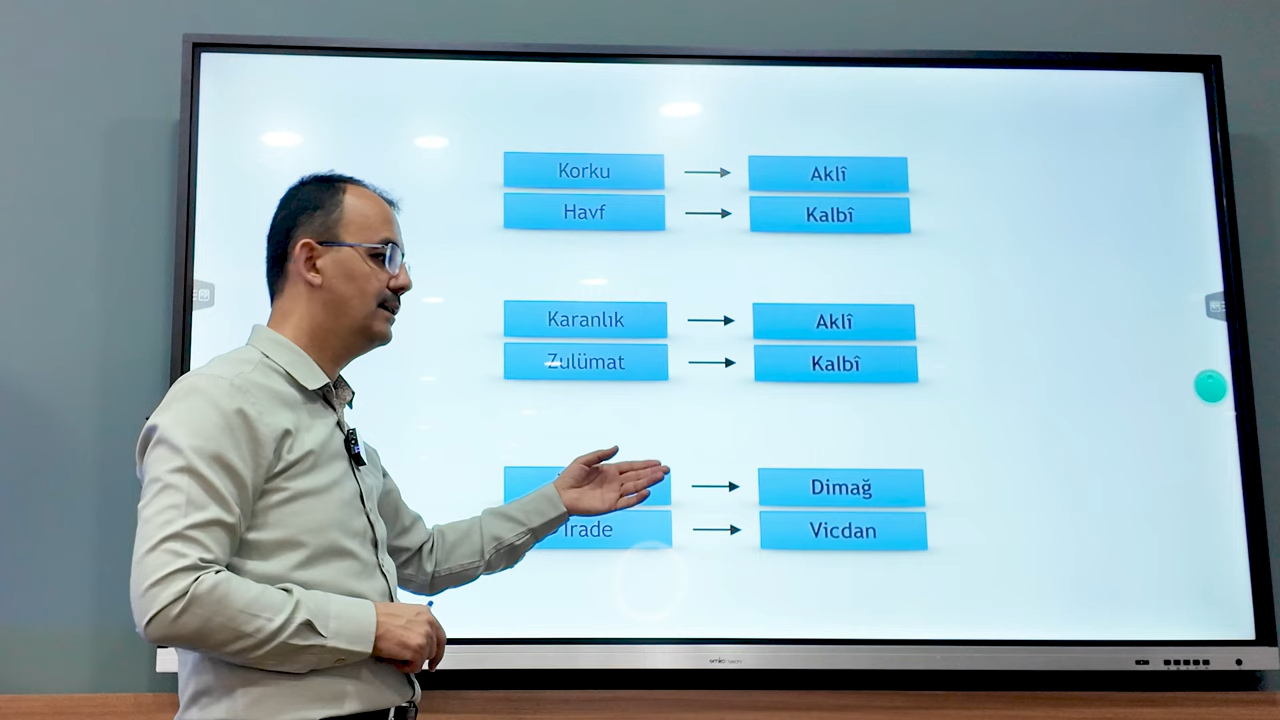 Korku → Aklî
Havf → Kalbî
Karanlık → Aklî
Zulümat → Kalbî
→ Dimağ
İrade → Vicdan